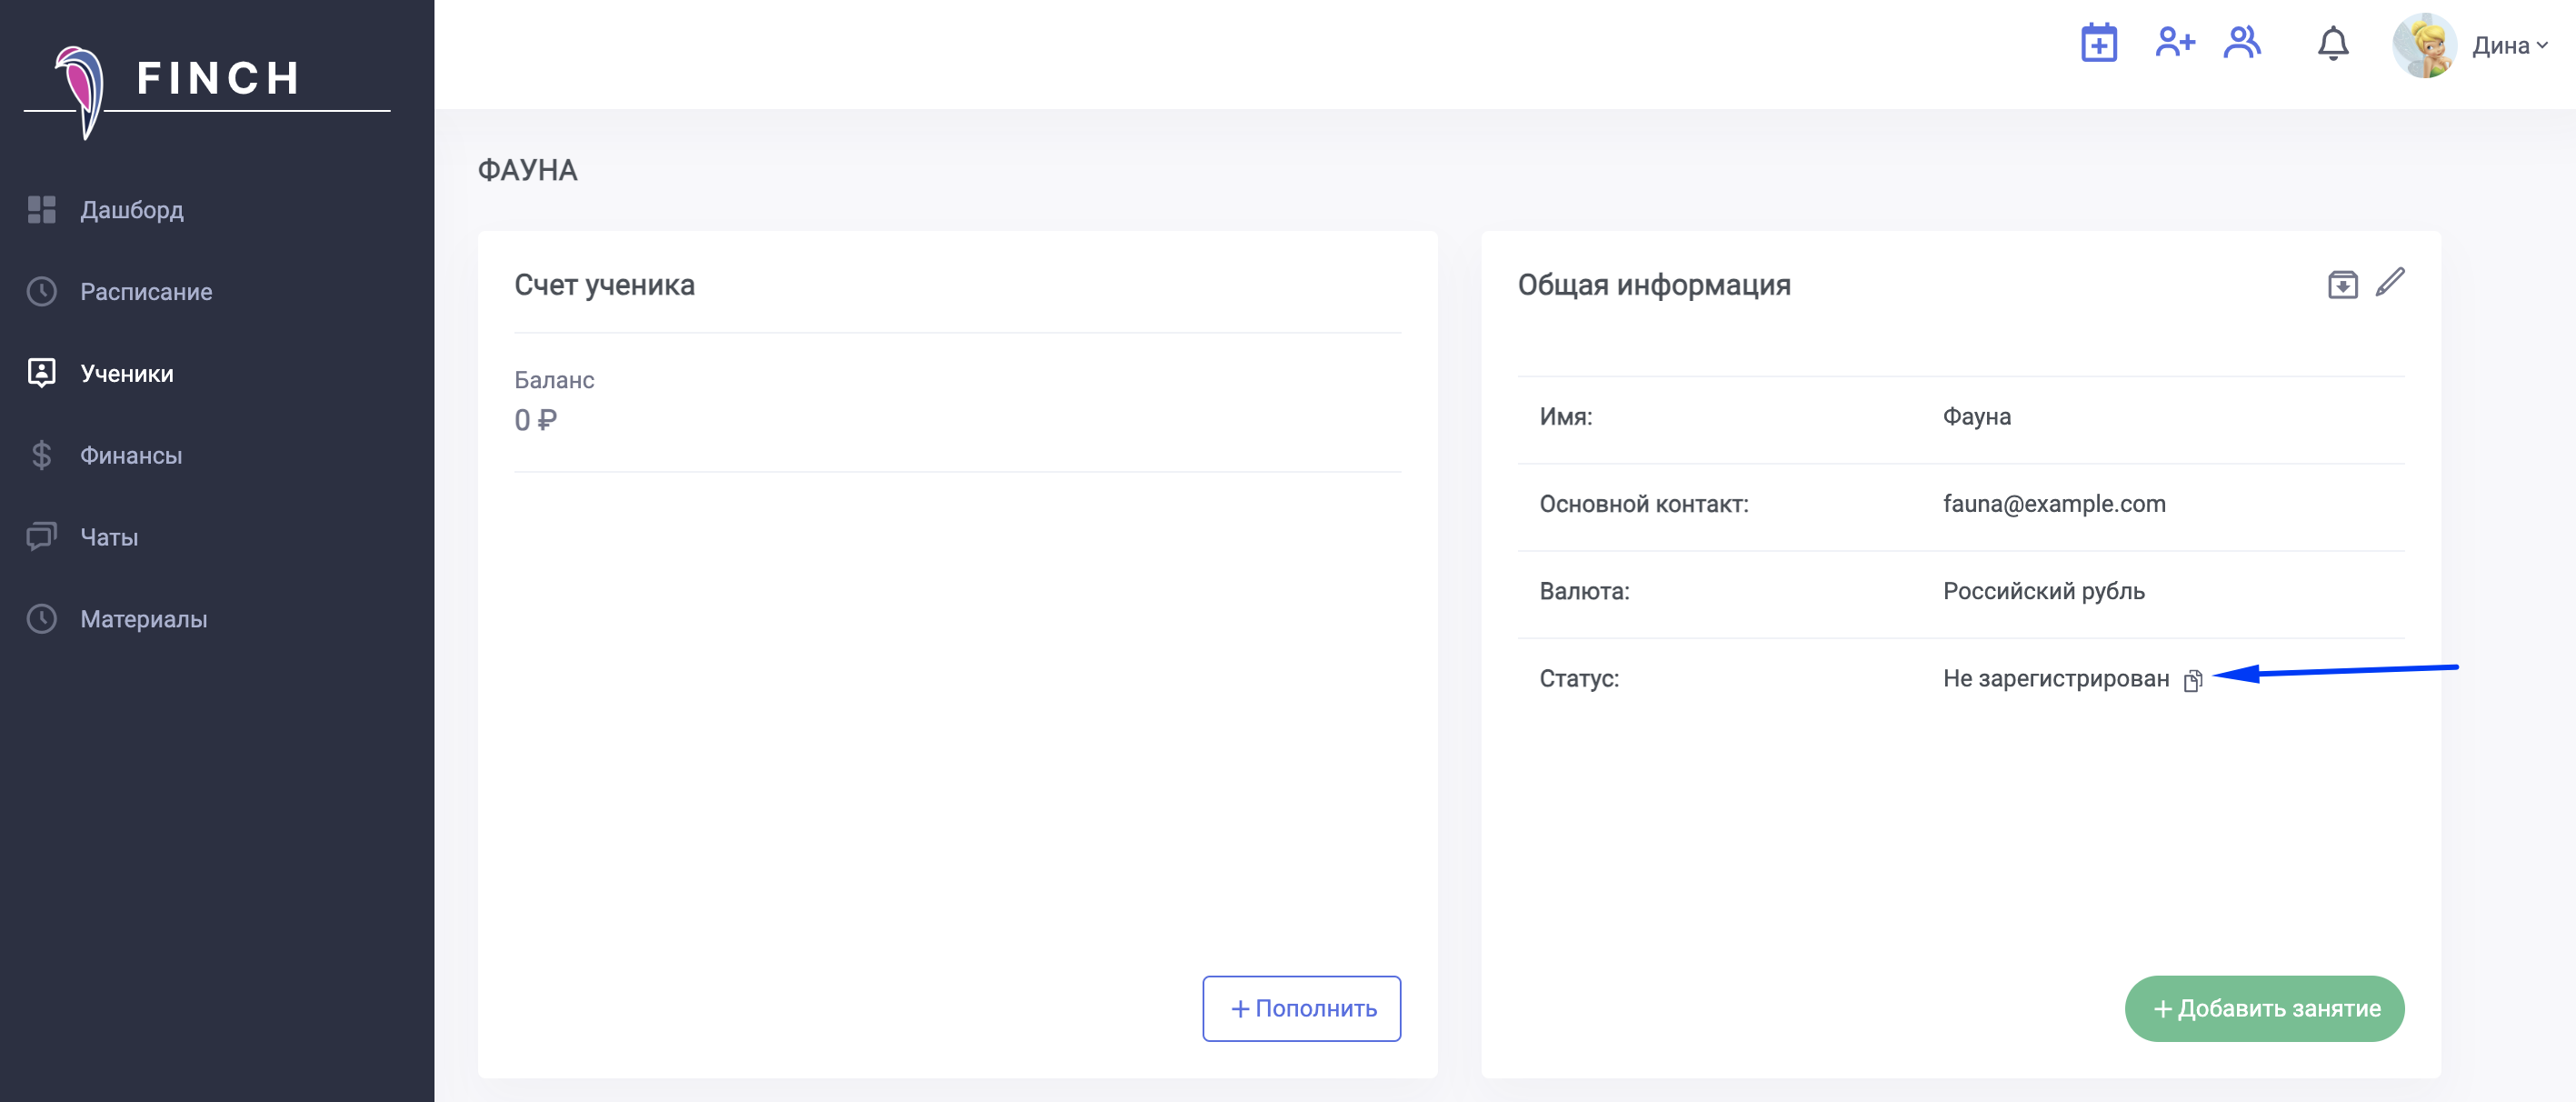 FINCH
Дина
Дашборд
Расписание
Ученики
Финансы
Чаты
Материалы
ФАУНА
Счет ученика
Баланс
0 ₽
+ Пополнить
Общая информация
Имя: Фауна
Основной контакт: fauna@example.com
Валюта: Российский рубль
Статус: Не зарегистрирован
+ Добавить занятие